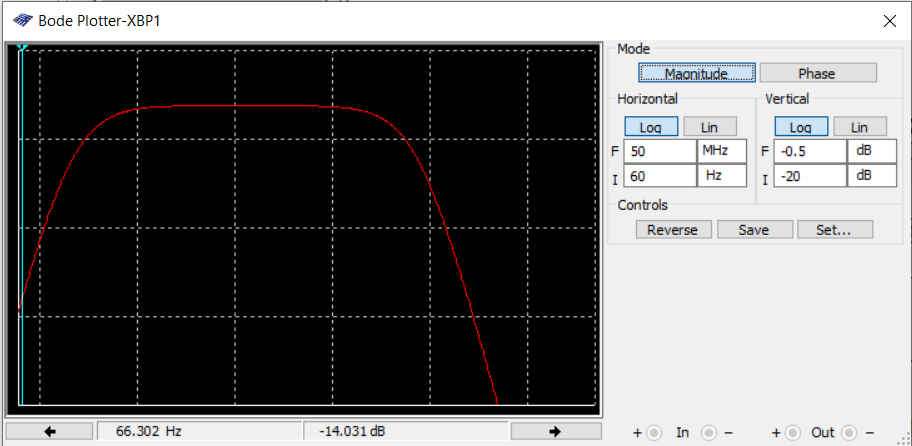 Bode Plotter-XBP1
Mode
Magnitude Phase
Horizontal Vertical
Log Lin Log Lin
F 50 MHz F -0.5 dB
I 60 Hz I -20 dB
Controls
Reverse Save Set...
66.302 Hz -14.031 dB
+ In − + Out −